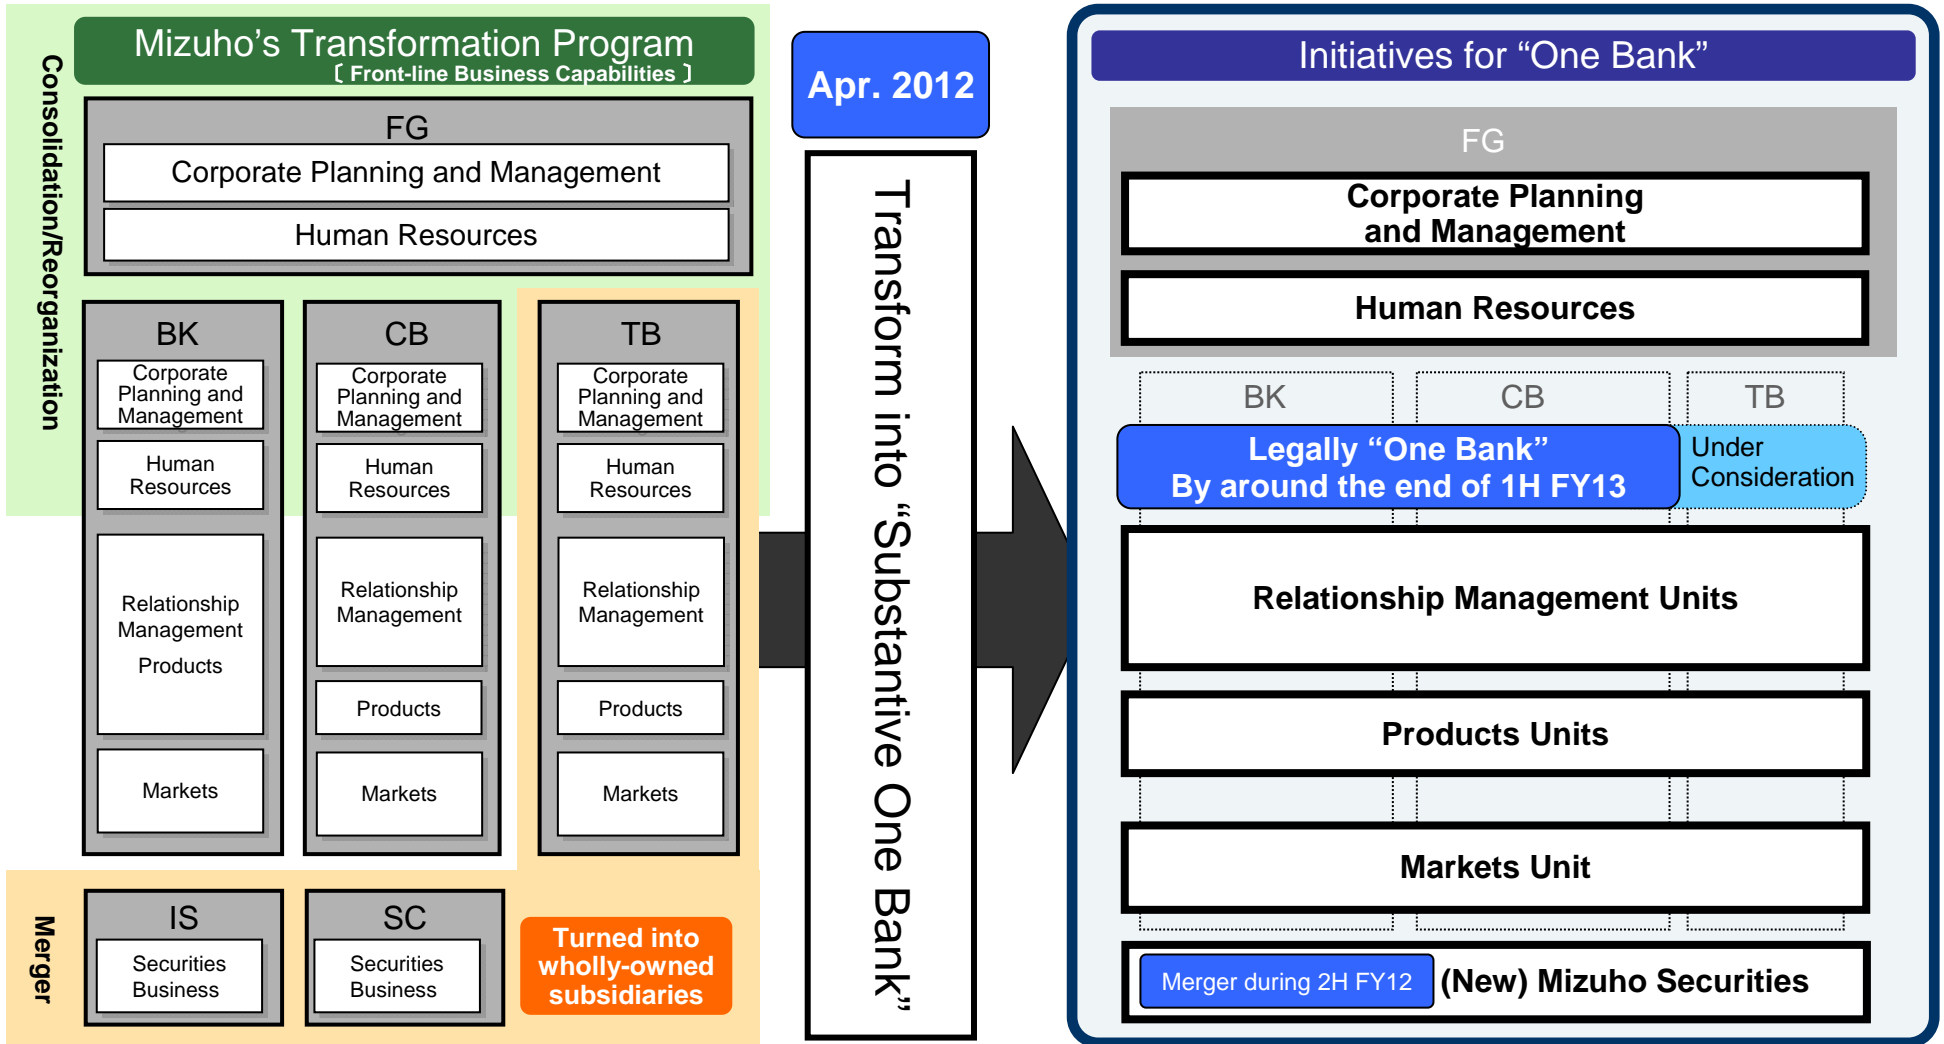 Mizuho's Transformation Program
〔 Front-line Business Capabilities 〕
Consolidation/Reorganization
FG
Corporate Planning and Management
Human Resources
BK
Corporate
Planning and
Management
Human
Resources
Relationship
Management
Products
Markets
CB
Corporate
Planning and
Management
Human
Resources
Relationship
Management
Products
Markets
TB
Corporate
Planning and
Management
Human
Resources
Relationship
Management
Products
Markets
Merger
IS
Securities
Business
SC
Securities
Business
Turned into
wholly-owned
subsidiaries
Apr. 2012
Transform into “Substantive One Bank”
Initiatives for “One Bank”
FG
Corporate Planning
and Management
Human Resources
BK
CB
TB
Legally “One Bank”
By around the end of 1H FY13
Under
Consideration
Relationship Management Units
Products Units
Markets Unit
Merger during 2H FY12
(New) Mizuho Securities